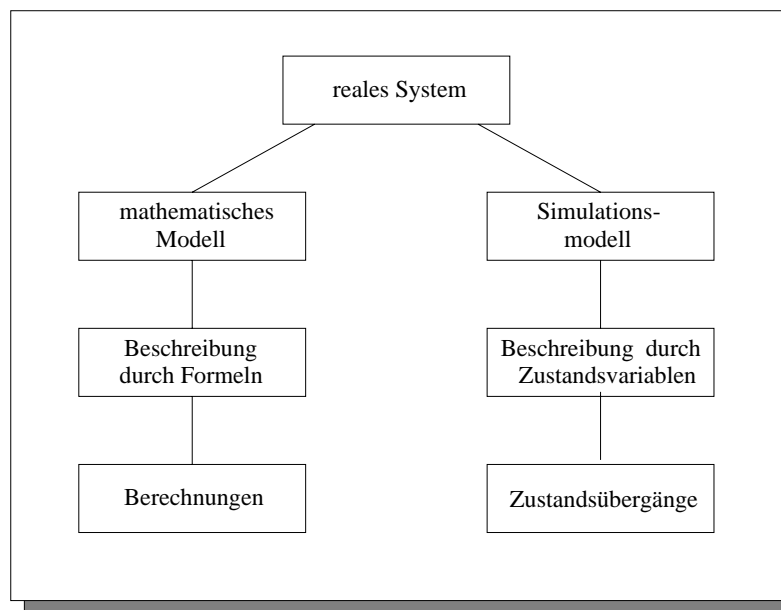 reales System
mathematisches
Modell
Simulations-
modell
Beschreibung
durch Formeln
Beschreibung durch
Zustandsvariablen
Berechnungen
Zustandsübergänge